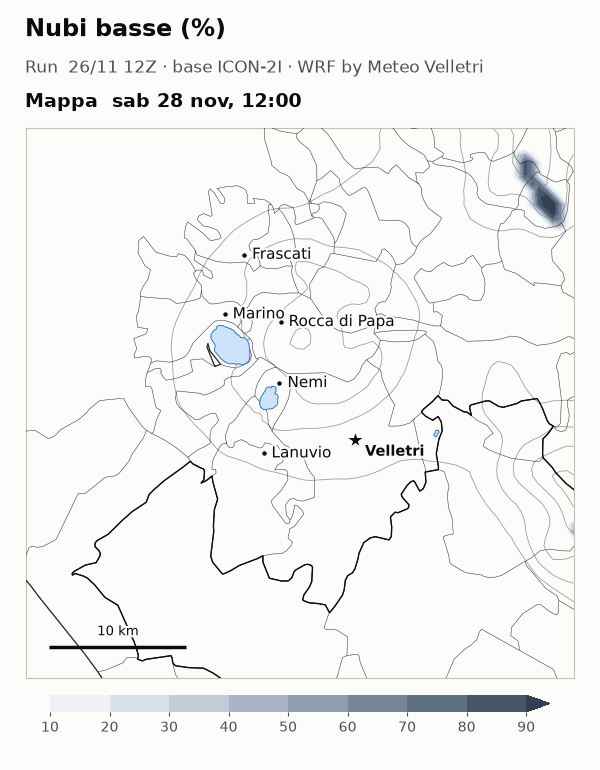 Nubi basse (%)
Run  26/11 12Z · base ICON-2I · WRF by Meteo Velletri
Mappa  sab 28 nov, 12:00
Frascati
Marino
Rocca di Papa
Nemi
Velletri
Lanuvio
10 km
10 20 30 40 50 60 70 80 90